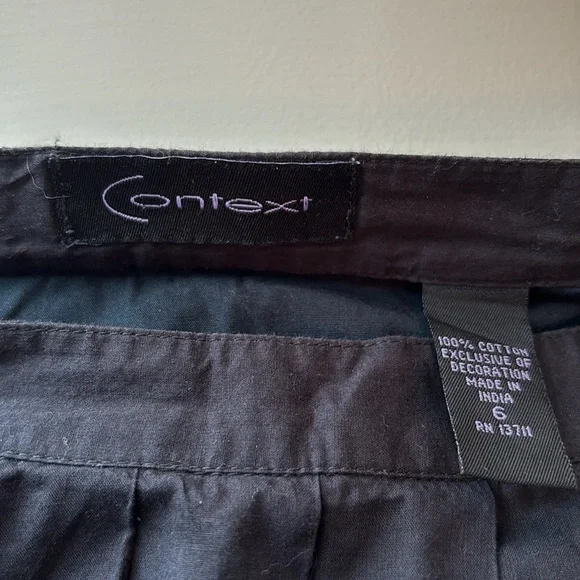 Context
100% COTTON
EXCLUSIVE OF
DECORATION
MADE IN
INDIA
6
RN 13711